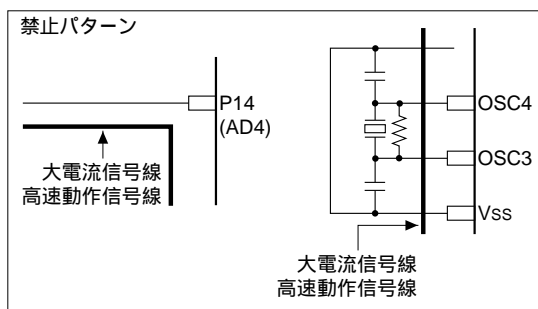 禁止パターン
P14
(AD4)
大電流信号線
高速動作信号線
OSC4
OSC3
VSS
大電流信号線
高速動作信号線